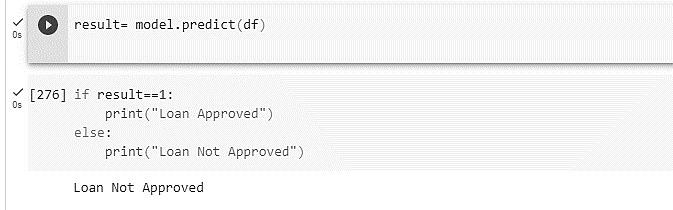 result= model.predict(df)
0s
[276] if result==1:
0s
print("Loan Approved")
else:
print("Loan Not Approved")
Loan Not Approved